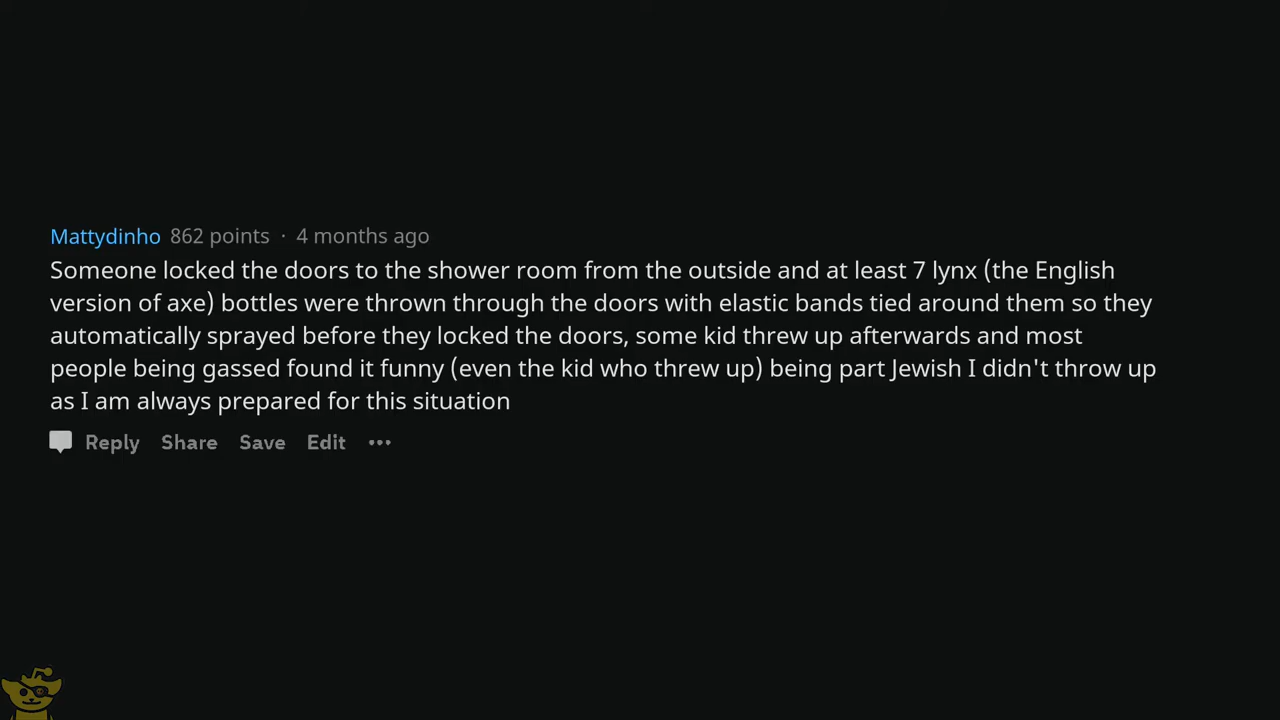 Mattydinho 862 points · 4 months ago
Someone locked the doors to the shower room from the outside and at least 7 lynx (the English
version of axe) bottles were thrown through the doors with elastic bands tied around them so they
automatically sprayed before they locked the doors, some kid threw up afterwards and most
people being gassed found it funny (even the kid who threw up) being part Jewish I didn't throw up
as I am always prepared for this situation
Reply Share Save Edit •••